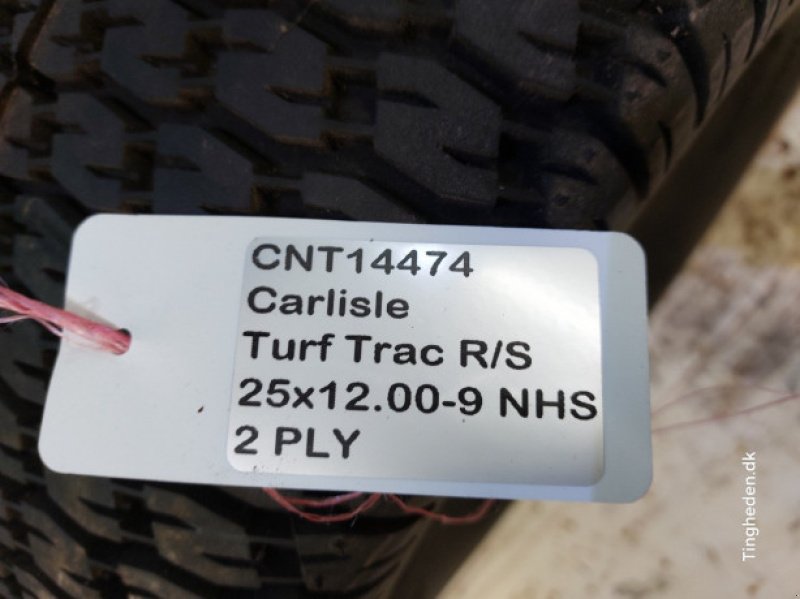 CNT14474
Carlisle
Turf Trac R/S
25x12.00-9 NHS
2 PLY
Tingheden.dk